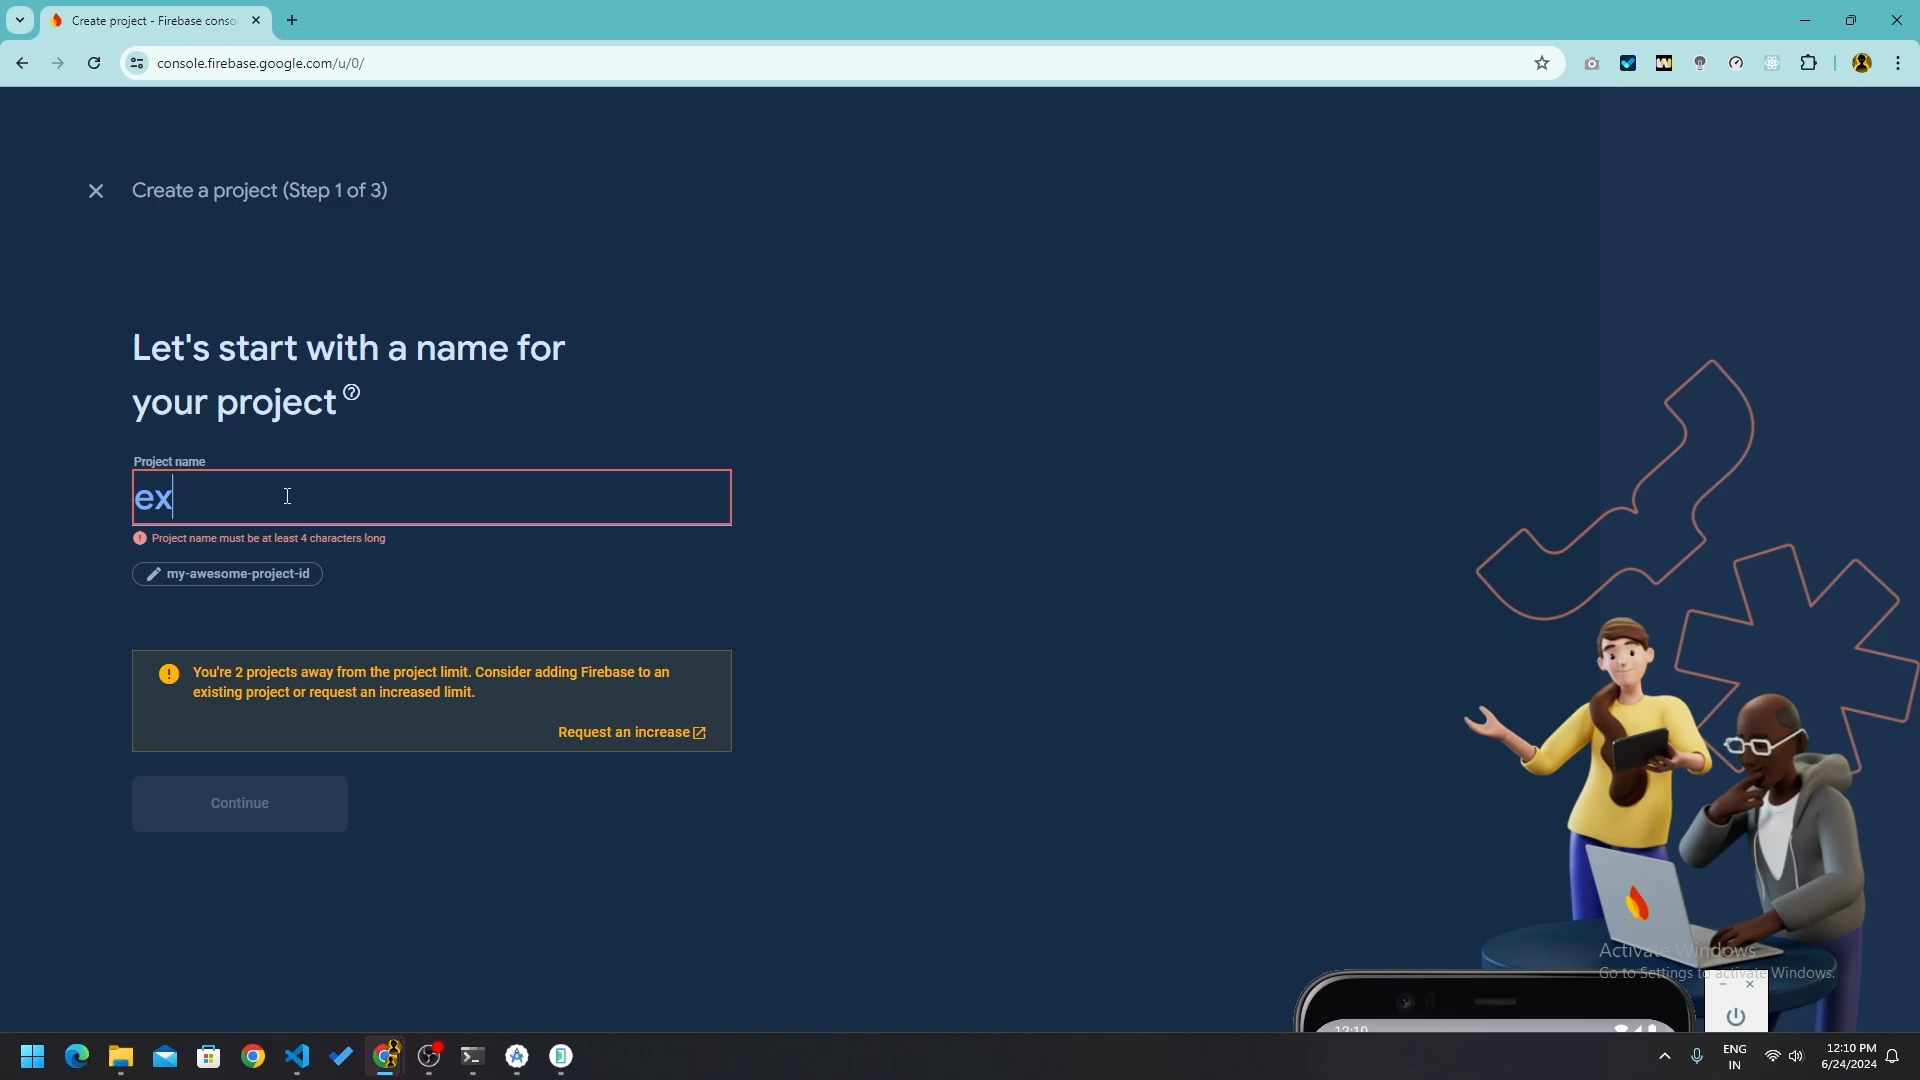 Create project - Firebase conso
console.firebase.google.com/u/0/
Create a project (Step 1 of 3)
Let's start with a name for
your project
Project name
ex
Project name must be at least 4 characters long
my-awesome-project-id
You're 2 projects away from the project limit. Consider adding Firebase to an
existing project or request an increased limit.
Request an increase
Continue
Activate Windows
Go to Settings to activate Windows.
12:10
ENG
IN
12:10 PM
6/24/2024